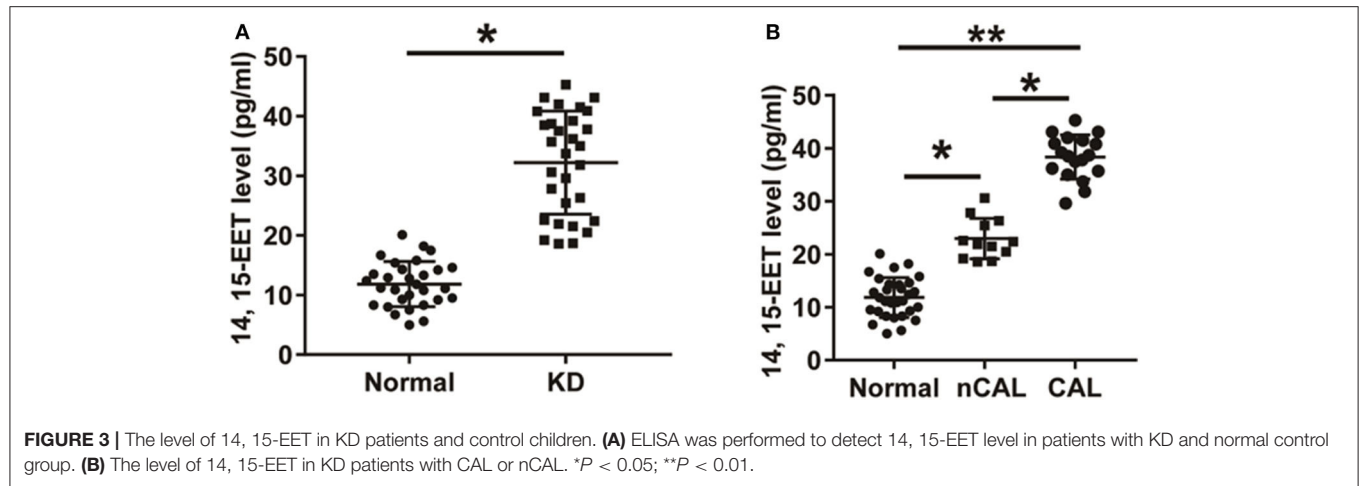 A
*
14, 15-EET level (pg/ml)
50
40
30
20
10
0
Normal KD
B
**
*
*
14, 15-EET level (pg/ml)
50
40
30
20
10
0
Normal nCAL CAL
FIGURE 3 | The level of 14, 15-EET in KD patients and control children. (A) ELISA was performed to detect 14, 15-EET level in patients with KD and normal control
group. (B) The level of 14, 15-EET in KD patients with CAL or nCAL. *P < 0.05; **P < 0.01.